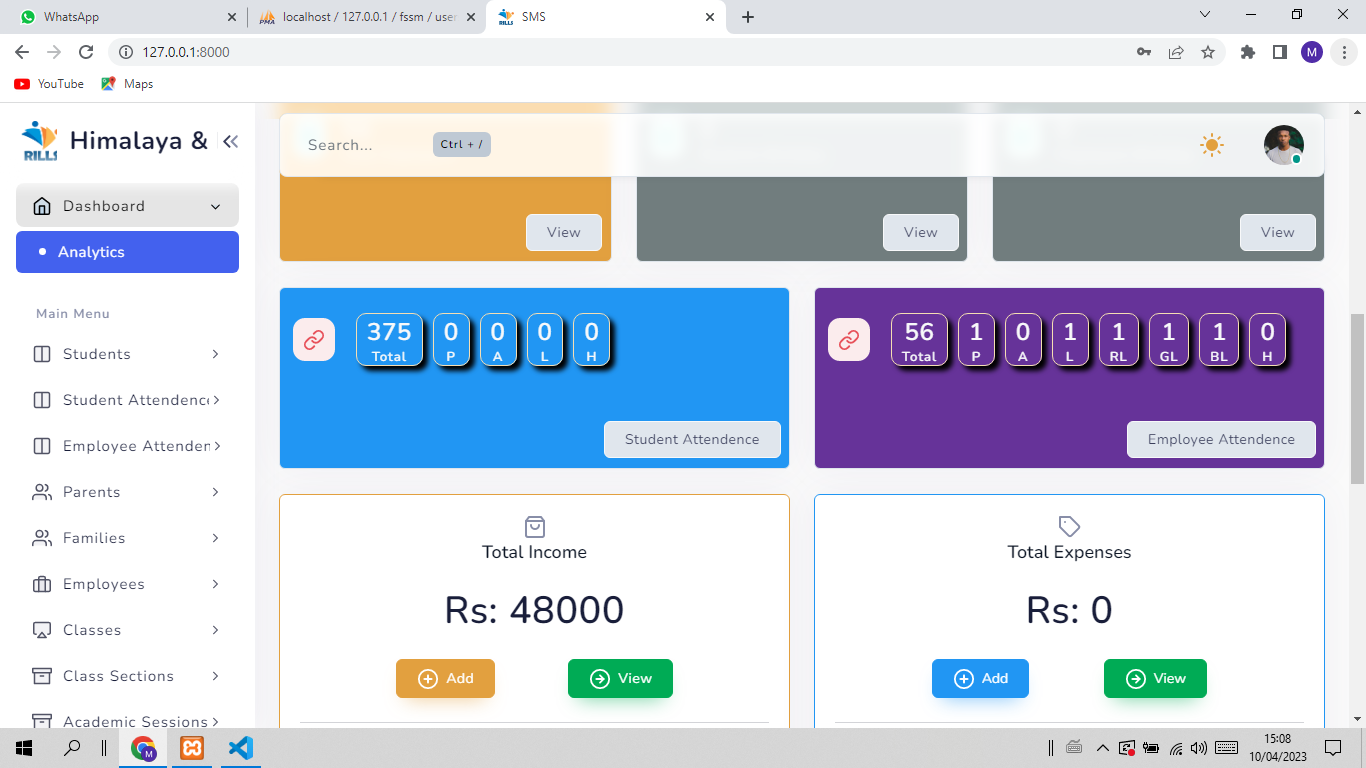 WhatsApp
localhost / 127.0.0.1 / fssm / user
SMS
127.0.0.1:8000
M
YouTube
Maps
RILLS
Himalaya &
Search...
Ctrl + /
Dashboard
Analytics
View
View
View
Main Menu
Students
Student Attendence
Employee Attenden
Parents
Families
Employees
Classes
Class Sections
Academic Sessions
375 0 0 0 0
Total P A L H
Student Attendence
56 1 0 1 1 1 1 0
Total P A L RL GL BL H
Employee Attendence
Total Income
Rs: 48000
Add
View
Total Expenses
Rs: 0
Add
View
15:08
10/04/2023